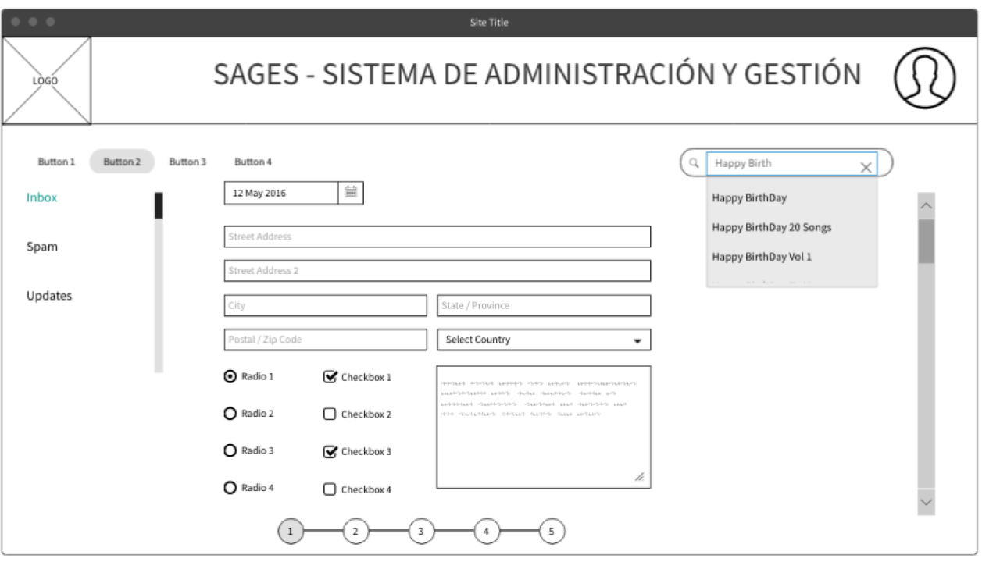 Site Title
LOGO
SAGES - SISTEMA DE ADMINISTRACIÓN Y GESTIÓN
Button 1 Button 2 Button 3 Button 4
Happy Birth
Inbox
Spam
Updates
12 May 2016
Street Address
Street Address 2
City State / Province
Postal / Zip Code Select Country
Radio 1 Checkbox 1
Radio 2 Checkbox 2
Radio 3 Checkbox 3
Radio 4 Checkbox 4
1 2 3 4 5
Happy BirthDay
Happy BirthDay 20 Songs
Happy BirthDay Vol 1